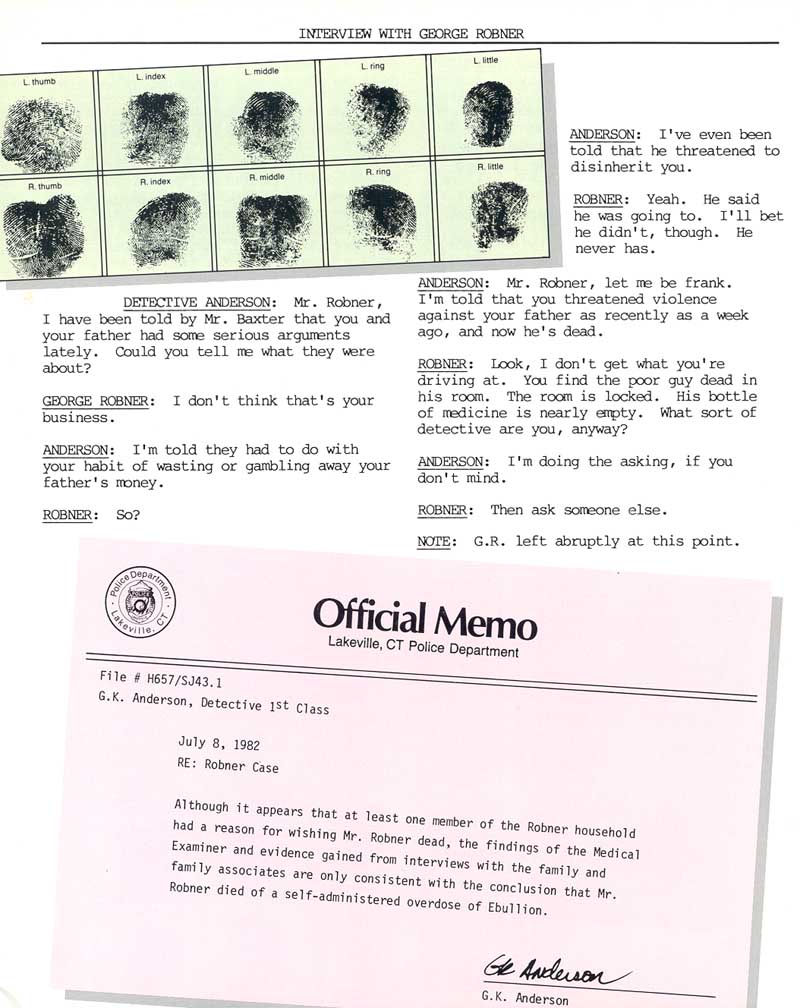 INTERVIEW WITH GEORGE ROBNER
L. thumb
L. index
L. middle
L. ring
L. little
R. thumb
R. index
R. middle
R. ring
R. little
DETECTIVE ANDERSON: Mr. Robner,
I have been told by Mr. Baxter that you and
your father had some serious arguments
lately. Could you tell me what they were
about?
GEORGE ROBNER: I don't think that's your
business.
ANDERSON: I'm told they had to do with
your habit of wasting or gambling away your
father's money.
ROBNER: So?
ANDERSON: I've even been
told that he threatened to
disinherit you.
ROBNER: Yeah. He said
he was going to. I'll bet
he didn't, though. He
never has.
ANDERSON: Mr. Robner, let me be frank.
I'm told that you threatened violence
against your father as recently as a week
ago, and now he's dead.
ROBNER: Look, I don't get what you're
driving at. You find the poor guy dead in
his room. The room is locked. His bottle
of medicine is nearly empty. What sort of
detective are you, anyway?
ANDERSON: I'm doing the asking, if you
don't mind.
ROBNER: Then ask someone else.
NOTE: G.R. left abruptly at this point.
Police Department
POLICE
Lakeville, CT
Official Memo
Lakeville, CT Police Department
File # H657/SJ43.1
G.K. Anderson, Detective 1st Class
July 8, 1982
RE: Robner Case
Although it appears that at least one member of the Robner household
had a reason for wishing Mr. Robner dead, the findings of the Medical
Examiner and evidence gained from interviews with the family and
family associates are only consistent with the conclusion that Mr.
Robner died of a self-administered overdose of Ebullion.
GK Anderson
G.K. Anderson